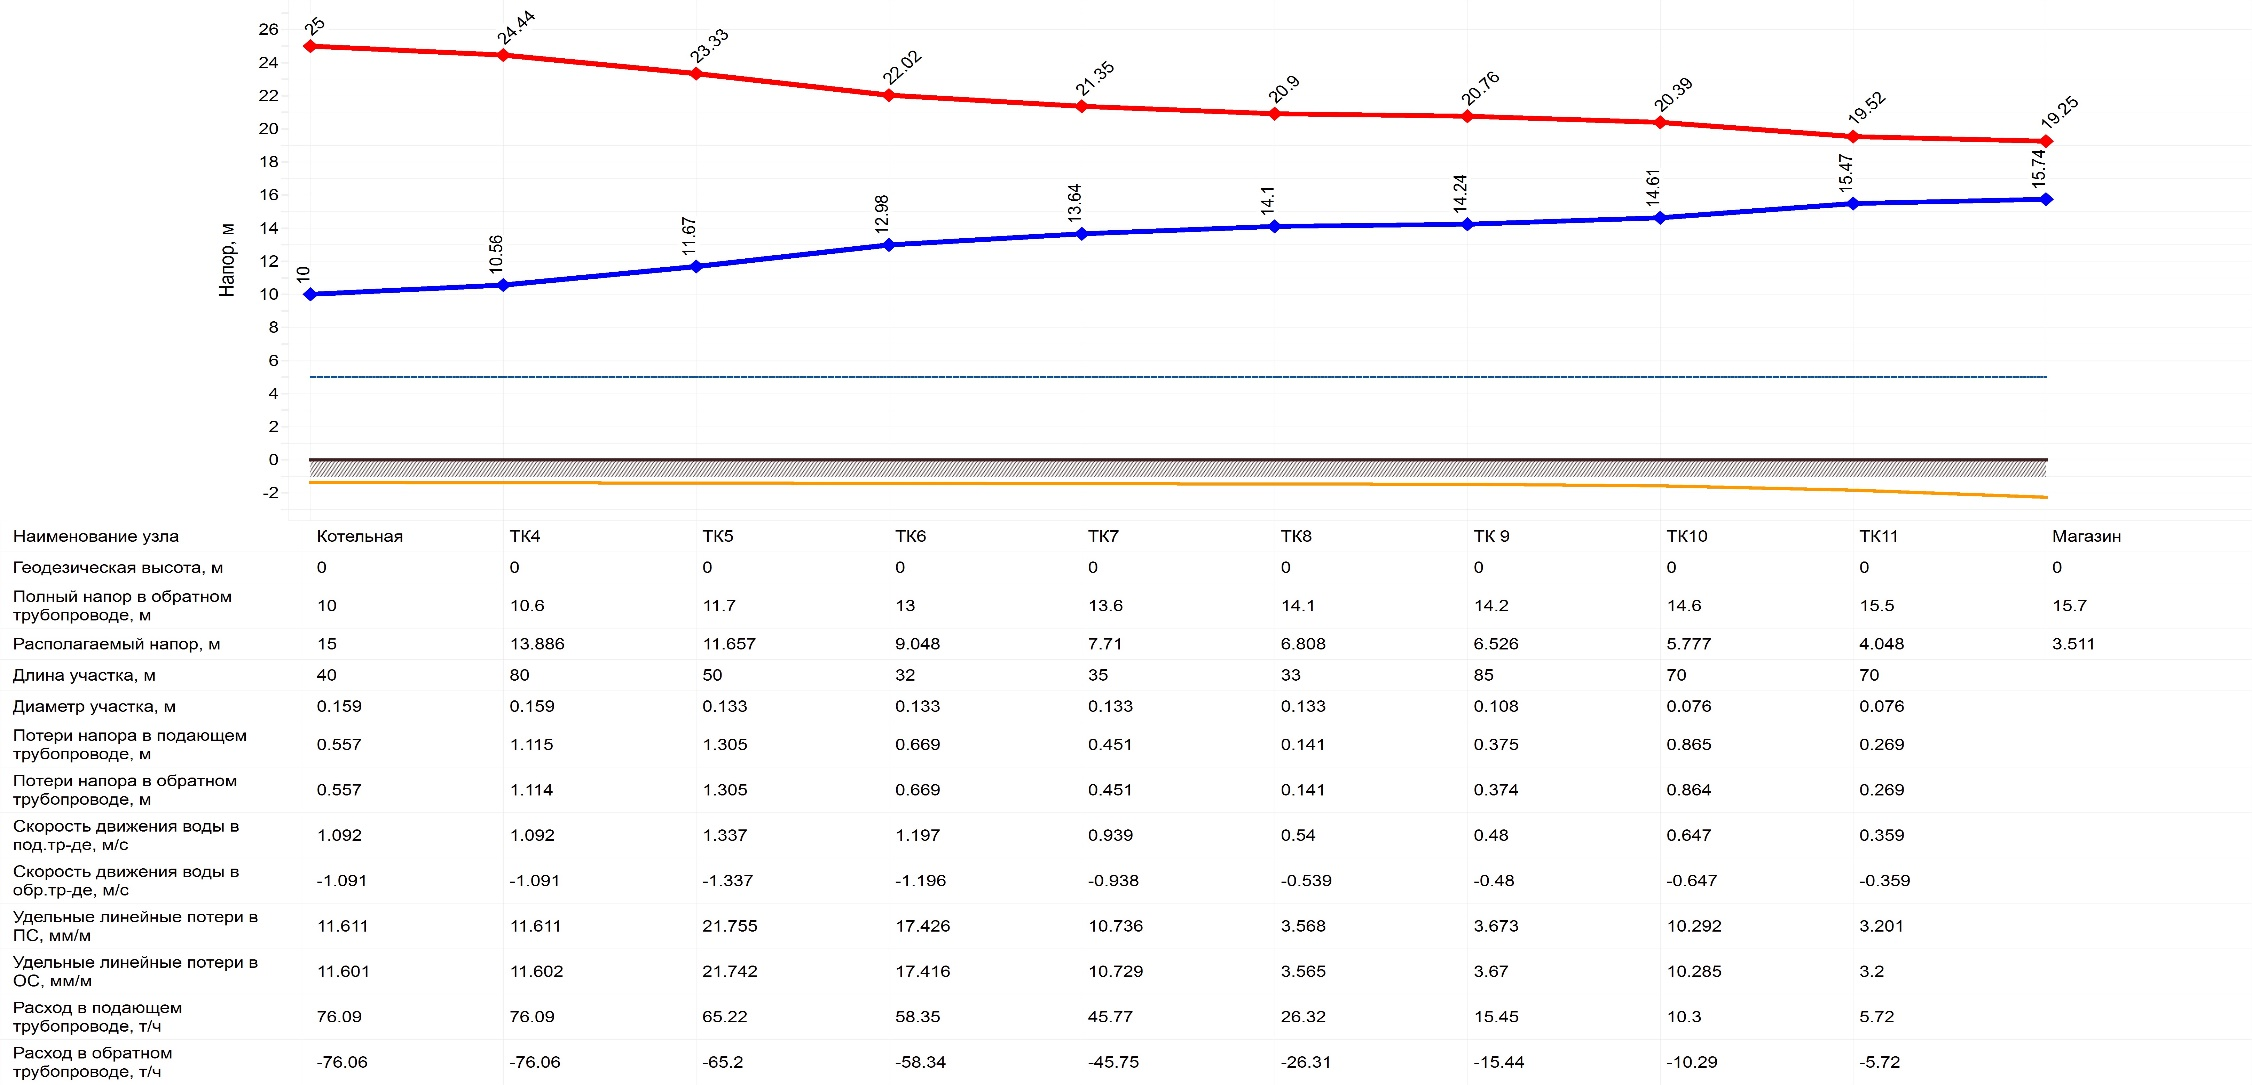 26
24
22
20
18
16
14
12
10
8
6
4
2
0
-2
Напор, м
25
24.44
23.33
22.02
21.35
20.9
20.76
20.39
19.52
19.25
10
10.56
11.67
12.98
13.64
14.1
14.24
14.61
15.47
15.74
Наименование узла Котельная ТК4 ТК5 ТК6 ТК7 ТК8 ТК 9 ТК10 ТК11 Магазин
Геодезическая высота, м 0 0 0 0 0 0 0 0 0 0
Полный напор в обратном
трубопроводе, м 10 10.6 11.7 13 13.6 14.1 14.2 14.6 15.5 15.7
Располагаемый напор, м 15 13.886 11.657 9.048 7.71 6.808 6.526 5.777 4.048 3.511
Длина участка, м 40 80 50 32 35 33 85 70 70
Диаметр участка, м 0.159 0.159 0.133 0.133 0.133 0.133 0.108 0.076 0.076
Потери напора в подающем
трубопроводе, м 0.557 1.115 1.305 0.669 0.451 0.141 0.375 0.865 0.269
Потери напора в обратном
трубопроводе, м 0.557 1.114 1.305 0.669 0.451 0.141 0.374 0.864 0.269
Скорость движения воды в
под.тр-де, м/с 1.092 1.092 1.337 1.197 0.939 0.54 0.48 0.647 0.359
Скорость движения воды в
обр.тр-де, м/с -1.091 -1.091 -1.337 -1.196 -0.938 -0.539 -0.48 -0.647 -0.359
Удельные линейные потери в
ПС, мм/м 11.611 11.611 21.755 17.426 10.736 3.568 3.673 10.292 3.201
Удельные линейные потери в
ОС, мм/м 11.601 11.602 21.742 17.416 10.729 3.565 3.67 10.285 3.2
Расход в подающем
трубопроводе, т/ч 76.09 76.09 65.22 58.35 45.77 26.32 15.45 10.3 5.72
Расход в обратном
трубопроводе, т/ч -76.06 -76.06 -65.2 -58.34 -45.75 -26.31 -15.44 -10.29 -5.72